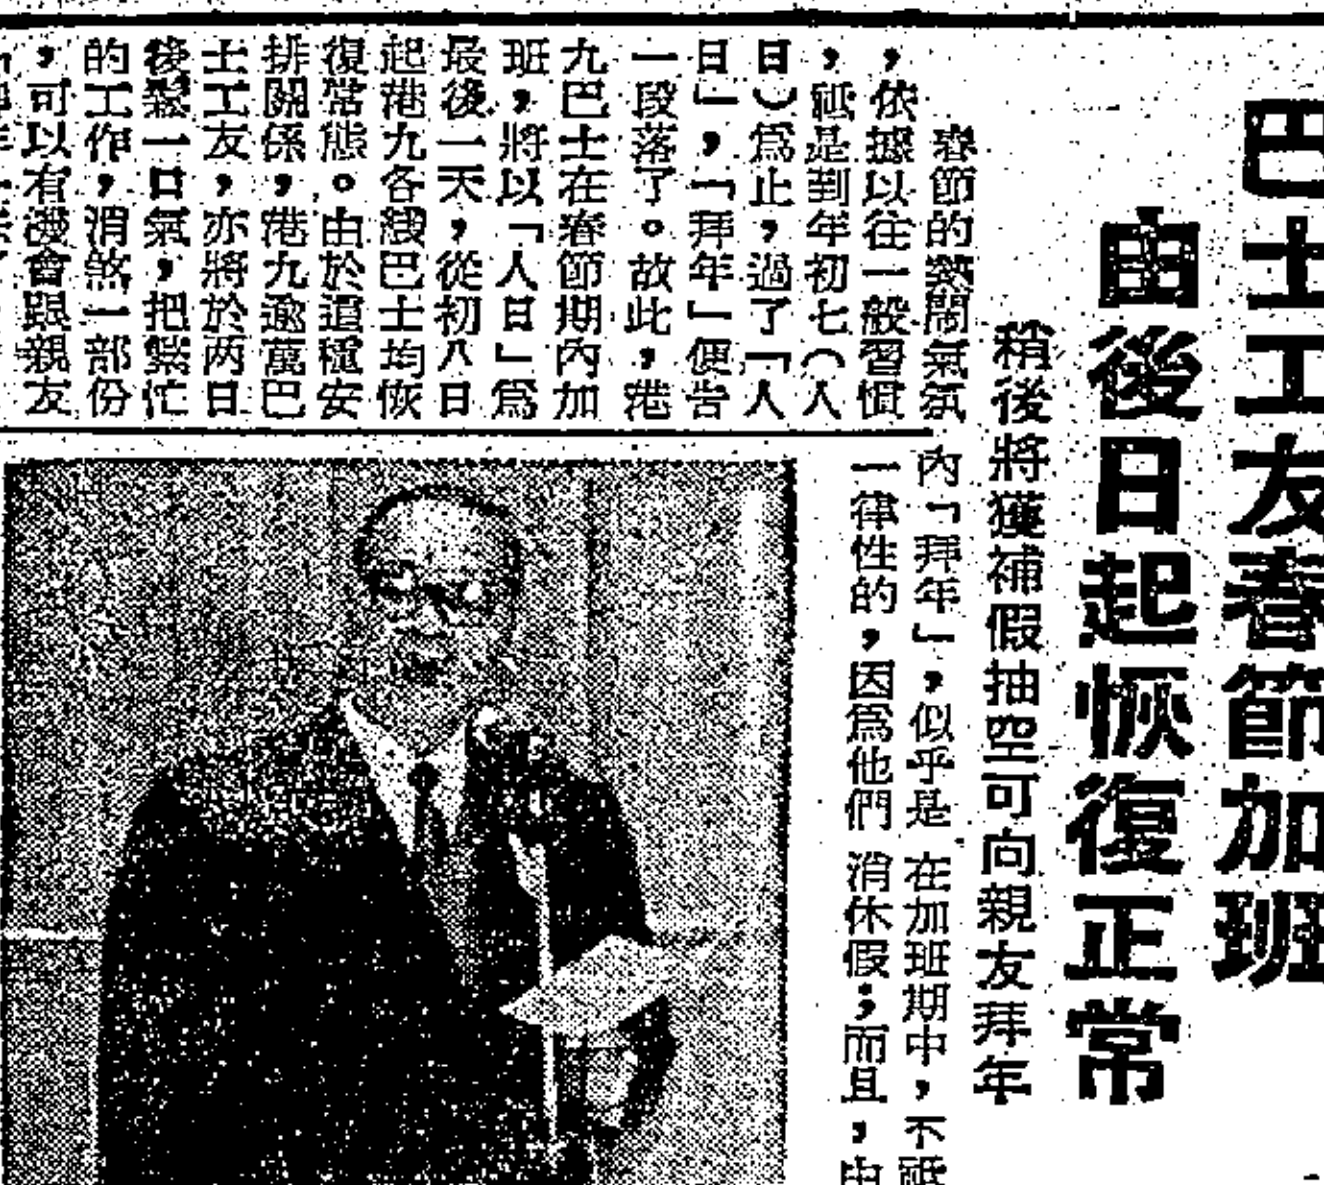 巴士工友春節加班
由後日起恢復正常
稍後將獲補假抽空可向親友拜年
春節的熱鬧氣氛
，依據以往一般習慣
，祗是到年初七（人
日）爲止，過了「人
日」，「拜年」便告
一段落了。故此，港
九巴士在春節期內加
班，將以「人日」爲
最後一天，從初八日
起港九各綫巴士均恢
復常態。由於這種安
排關係，港九逾萬巴
士工友，亦將於两日
後鬆一口氣，把繁忙
的工作，消煞一部份
，可以有機會跟親友
內「拜年」，似乎是
一律性的，因爲他們
在加班期中，不祗
消休假；而且，由